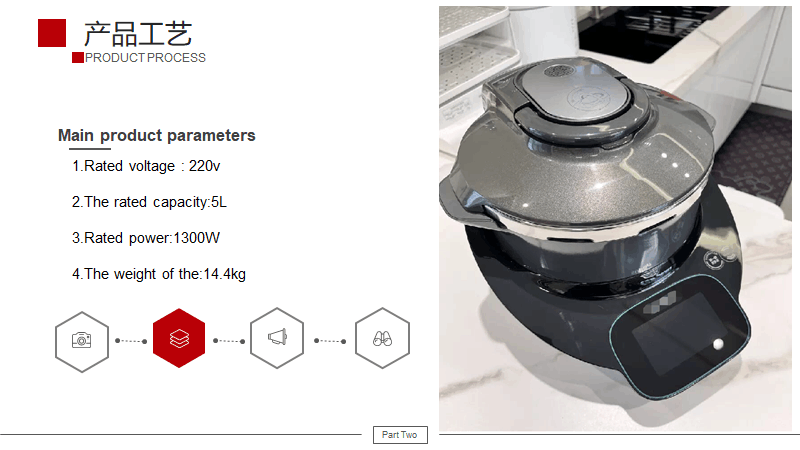 产品工艺
PRODUCT PROCESS
Main product parameters
1.Rated voltage : 220v
2.The rated capacity:5L
3.Rated power:1300W
4.The weight of the:14.4kg
Part Two